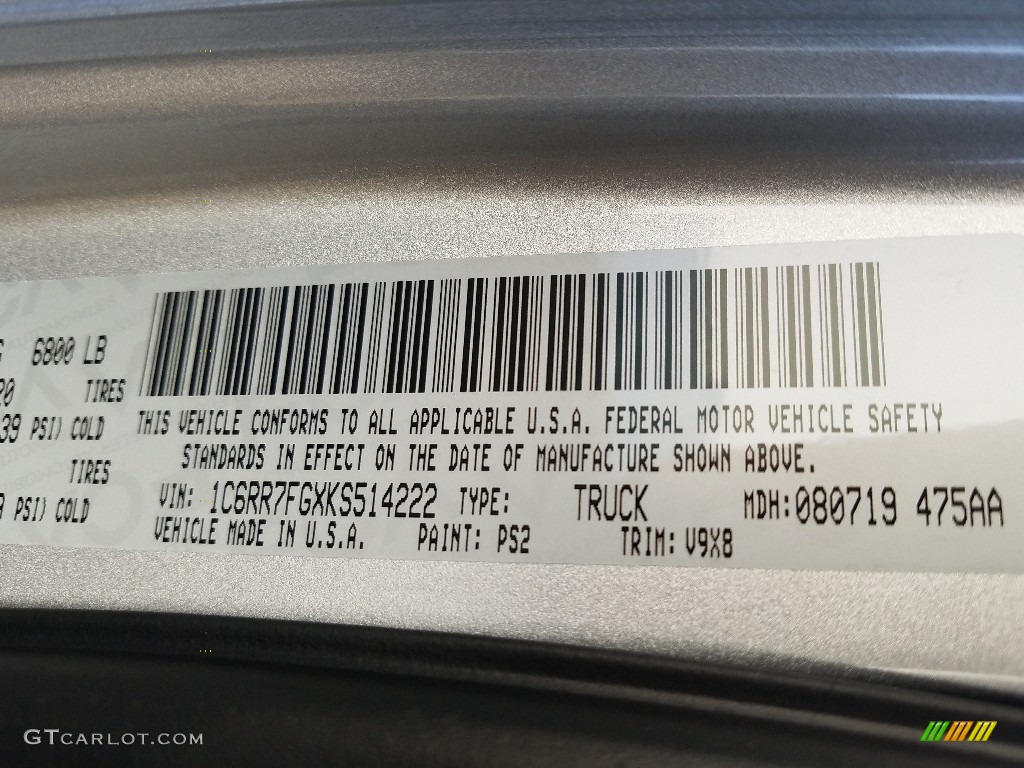 6800 LB
TIRES
39 PSI) COLD
TIRES
PSI) COLD
THIS VEHICLE CONFORMS TO ALL APPLICABLE U.S.A. FEDERAL MOTOR VEHICLE SAFETY
STANDARDS IN EFFECT ON THE DATE OF MANUFACTURE SHOWN ABOVE.
VIN: 1C6RR7FGXKS514222 TYPE: TRUCK MDH:080719 475AA
VEHICLE MADE IN U.S.A. PAINT: PS2 TRIM: V9X8
GTCARLOT.COM